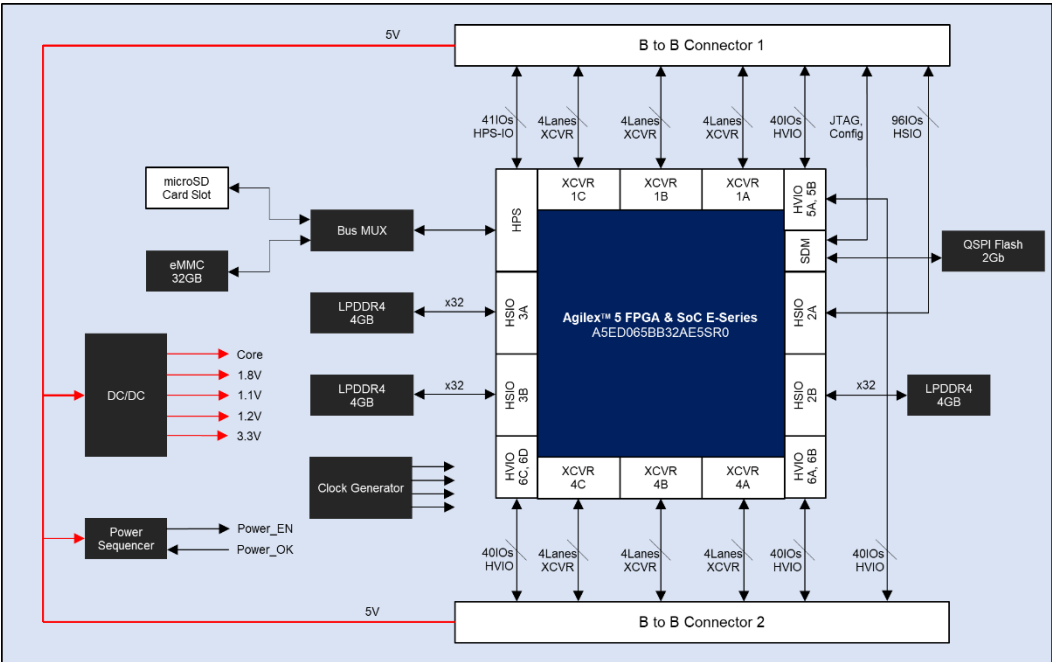 5V
B to B Connector 1
41IOs
HPS-IO
4Lanes
XCVR
4Lanes
XCVR
4Lanes
XCVR
40IOs
HVIO
JTAG,
Config
96IOs
HSIO
microSD
Card Slot
Bus MUX
eMMC
32GB
HPS
XCVR
1C
XCVR
1B
XCVR
1A
HVIO
5A, 5B
SDM
QSPI Flash
2Gb
LPDDR4
4GB
x32
HSIO
3A
Agilex™ 5 FPGA & SoC E-Series
A5ED065BB32AE5SR0
HSIO
2A
DC/DC
Core
1.8V
1.1V
1.2V
3.3V
LPDDR4
4GB
x32
HSIO
3B
HSIO
2B
x32
LPDDR4
4GB
Clock Generator
HVIO
6C, 6D
XCVR
4C
XCVR
4B
XCVR
4A
HVIO
6A, 6B
Power
Sequencer
Power_EN
Power_OK
40IOs
HVIO
4Lanes
XCVR
4Lanes
XCVR
4Lanes
XCVR
40IOs
HVIO
40IOs
HVIO
5V
B to B Connector 2